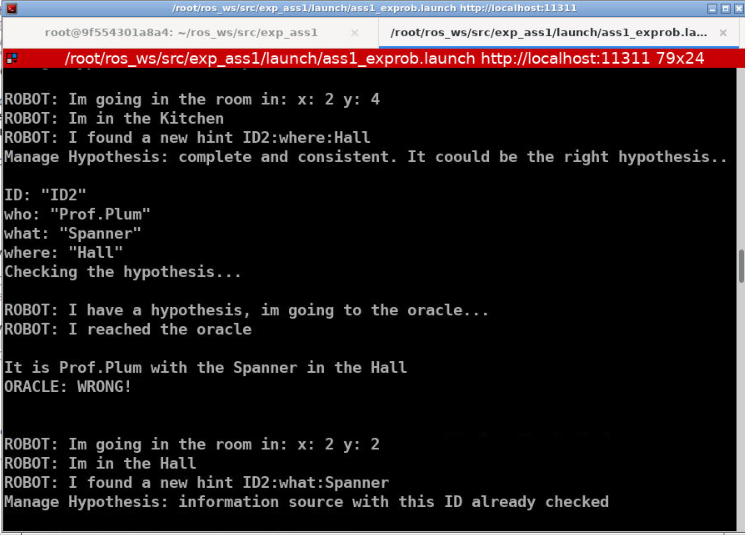 /root/ros_ws/src/exp_ass1/launch/ass1_exprob.launch http://localhost:11311
root@9f554301a8a4: ~/ros_ws/src/exp_ass1
/root/ros_ws/src/exp_ass1/launch/ass1_exprob.la...
/root/ros_ws/src/exp_ass1/launch/ass1_exprob.launch http://localhost:11311 79x24
ROBOT: Im going in the room in: x: 2 y: 4
ROBOT: Im in the Kitchen
ROBOT: I found a new hint ID2:where:Hall
Manage Hypothesis: complete and consistent. It coould be the right hypothesis..
ID: "ID2"
who: "Prof.Plum"
what: "Spanner"
where: "Hall"
Checking the hypothesis...
ROBOT: I have a hypothesis, im going to the oracle...
ROBOT: I reached the oracle
It is Prof.Plum with the Spanner in the Hall
ORACLE: WRONG!
ROBOT: Im going in the room in: x: 2 y: 2
ROBOT: Im in the Hall
ROBOT: I found a new hint ID2:what:Spanner
Manage Hypothesis: information source with this ID already checked